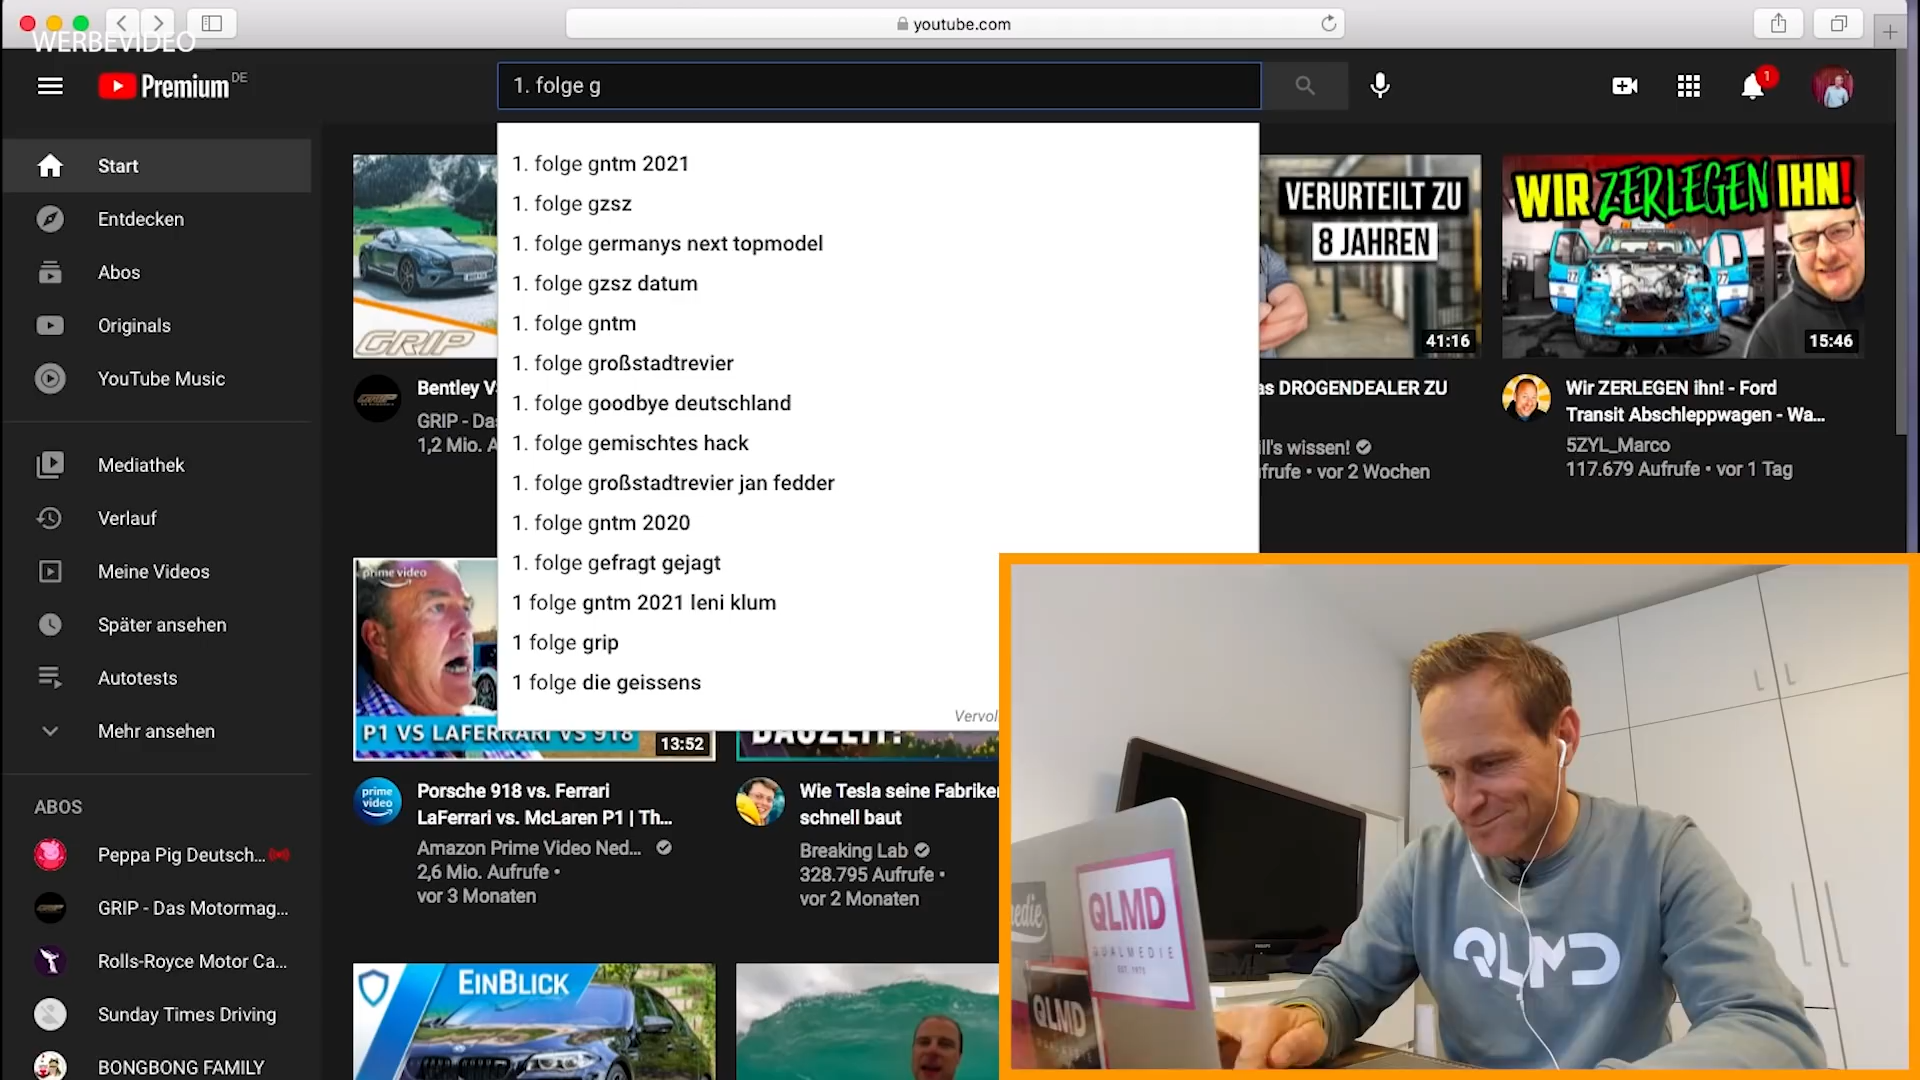 youtube.com
WERBEVIDEO
Premium DE
1. folge g
1
Start
Entdecken
Abos
Originals
YouTube Music
Mediathek
Verlauf
Meine Videos
Später ansehen
Autotests
Mehr ansehen
ABOS
Peppa Pig Deutsch...
GRIP - Das Motormag...
Rolls-Royce Motor Ca...
Sunday Times Driving
BONGBONG FAMILY
1. folge gntm 2021
1. folge gzsz
1. folge germanys next topmodel
1. folge gzsz datum
1. folge gntm
1. folge großstadtrevier
1. folge goodbye deutschland
1. folge gemischtes hack
1. folge großstadtrevier jan fedder
1. folge gntm 2020
1. folge gefragt gejagt
1 folge gntm 2021 leni klum
1 folge grip
1 folge die geissens
Vervol
GRIP
Bentley V
GRIP - Da
1,2 Mio. A
VERURTEILT ZU
8 JAHREN
41:16
as DROGENDEALER ZU
ll's wissen!
frufe • vor 2 Wochen
WIR ZERLEGEN IHN!
15:46
Wir ZERLEGEN ihn! - Ford
Transit Abschleppwagen - Wa...
5ZYL_Marco
117.679 Aufrufe • vor 1 Tag
prime video
P1 VS LAFERRARI VS 918
13:52
prime
video
Porsche 918 vs. Ferrari
LaFerrari vs. McLaren P1 | Th...
Amazon Prime Video Ned...
2,6 Mio. Aufrufe •
vor 3 Monaten
BAUZEIT?
Wie Tesla seine Fabriken
schnell baut
Breaking Lab
328.795 Aufrufe •
vor 2 Monaten
EINBLICK
edie
QLMD
QUALMEDIE
EST. 1975
QLMD
QLMD